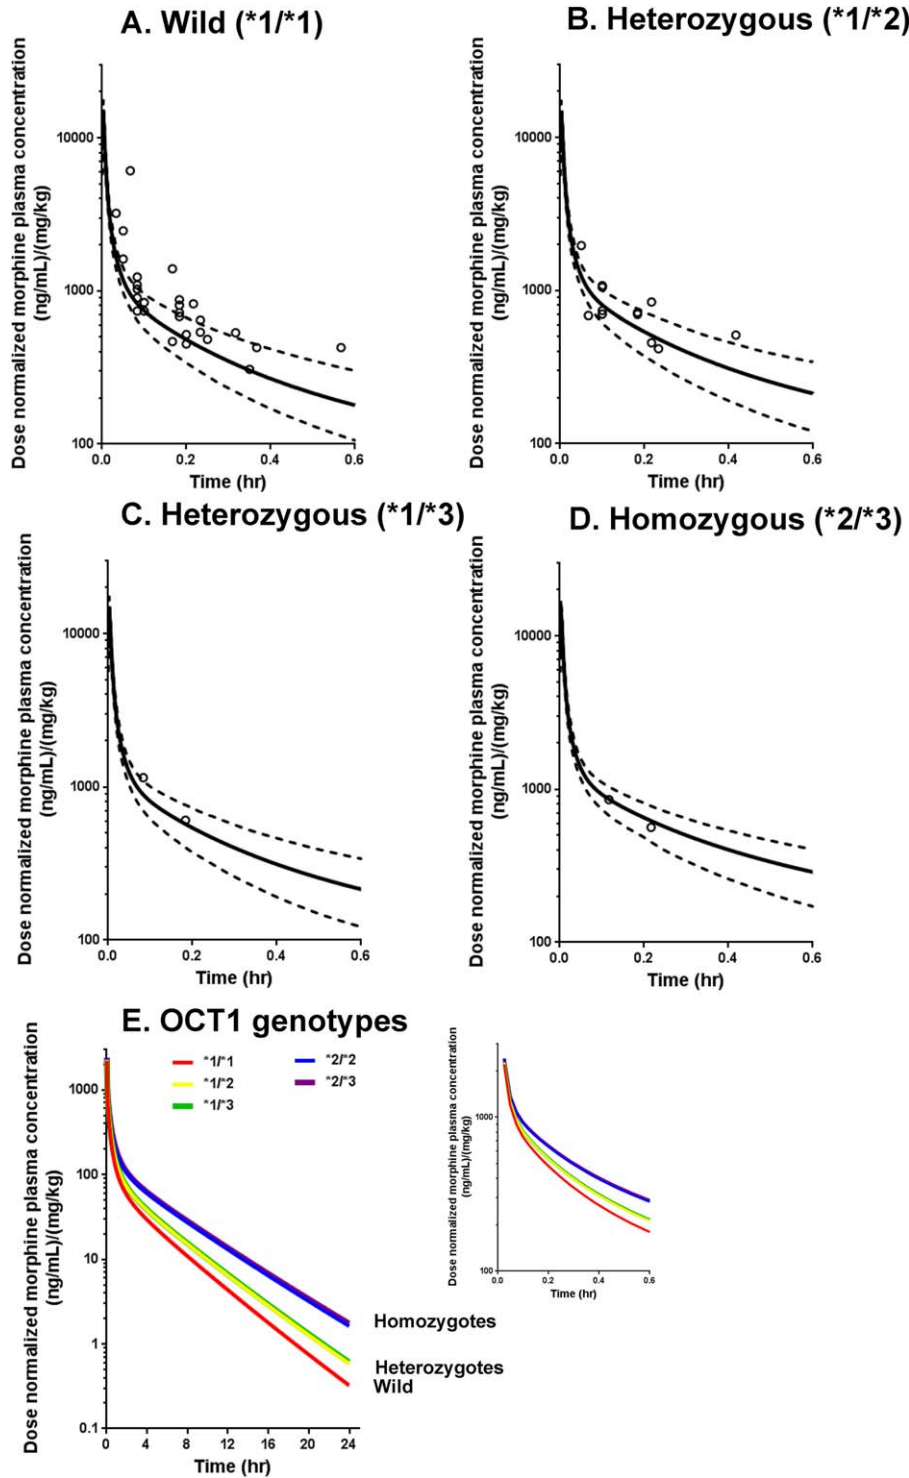 A. Wild (*1/*1)
Dose normalized morphine plasma concentration
(ng/mL)/(mg/kg)
10000
1000
100
0.0 0.2 0.4 0.6
Time (hr)
B. Heterozygous (*1/*2)
Dose normalized morphine plasma concentration
(ng/mL)/(mg/kg)
10000
1000
100
0.0 0.2 0.4 0.6
Time (hr)
C. Heterozygous (*1/*3)
Dose normalized morphine plasma concentration
(ng/mL)/(mg/kg)
10000
1000
100
0.0 0.2 0.4 0.6
Time (hr)
D. Homozygous (*2/*3)
Dose normalized morphine plasma concentration
(ng/mL)/(mg/kg)
10000
1000
100
0.0 0.2 0.4 0.6
Time (hr)
E. OCT1 genotypes
Dose normalized morphine plasma concentration
(ng/mL)/(mg/kg)
*1/*1
*1/*2
*1/*3
*2/*2
*2/*3
1000
100
10
1
0.1
0 4 8 12 16 20 24
Time (hr)
Homozygotes
Heterozygotes
Wild
Dose normalized morphine plasma concentration
(ng/mL)/(mg/kg)
1000
100
0.0 0.2 0.4 0.6
Time (hr)